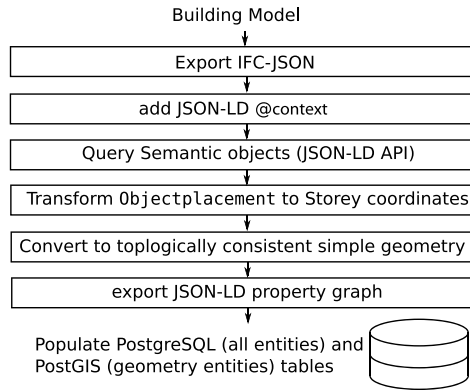 Building Model
Export IFC-JSON
add JSON-LD @context
Query Semantic objects (JSON-LD API)
Transform Objectplacement to Storey coordinates
Convert to toplogically consistent simple geometry
export JSON-LD property graph
Populate PostgreSQL (all entities) and
PostGIS (geometry entities) tables